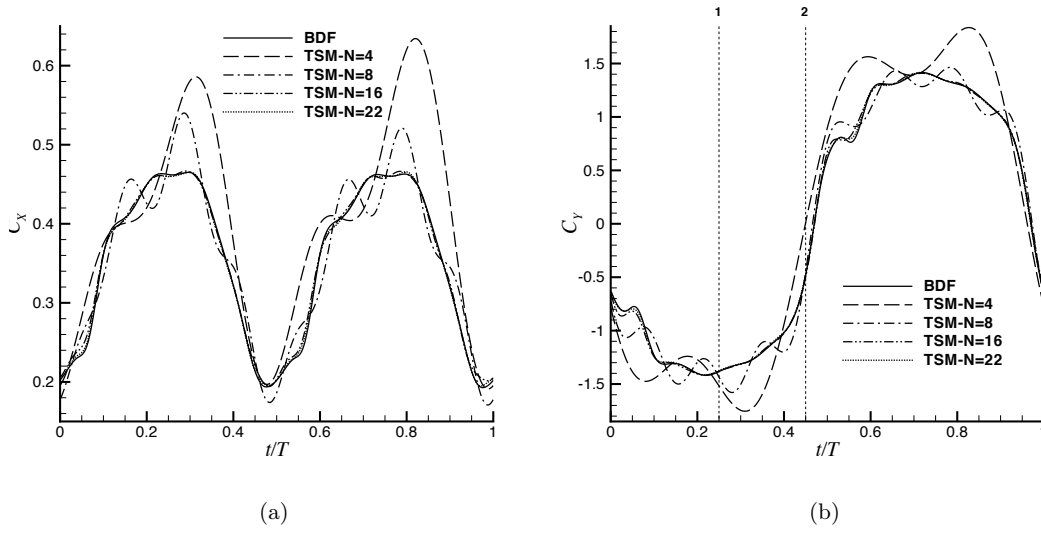 BDF
TSM-N=4
TSM-N=8
TSM-N=16
TSM-N=22
0.6
0.5
0.4
0.3
0.2
C_X
0 0.2 0.4 0.6 0.8 1
t/T
(a)
1 2
1.5
1
0.5
0
-0.5
-1
-1.5
C_Y
BDF
TSM-N=4
TSM-N=8
TSM-N=16
TSM-N=22
0 0.2 0.4 0.6 0.8 1
t/T
(b)